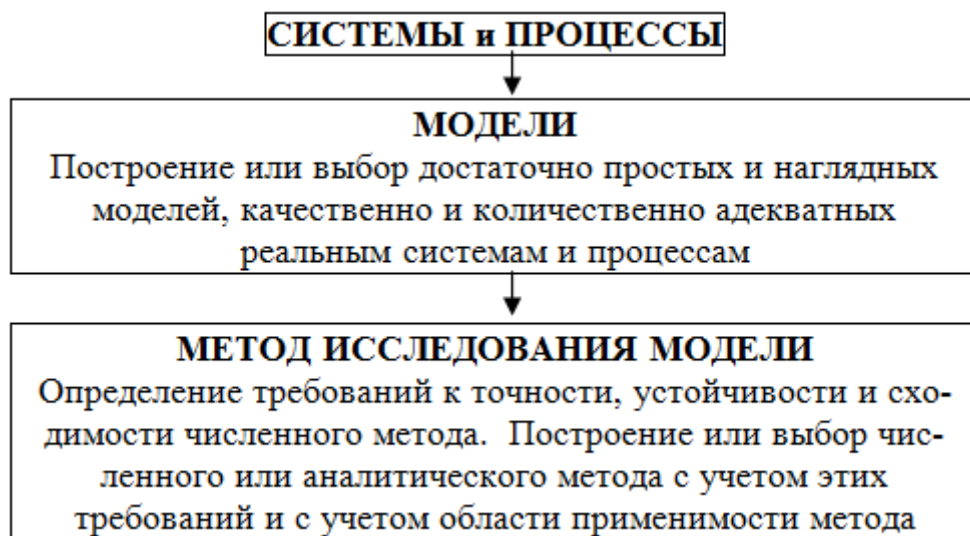 СИСТЕМЫ и ПРОЦЕССЫ
МОДЕЛИ
Построение или выбор достаточно простых и наглядных
моделей, качественно и количественно адекватных
реальным системам и процессам
МЕТОД ИССЛЕДОВАНИЯ МОДЕЛИ
Определение требований к точности, устойчивости и схо-
димости численного метода. Построение или выбор чис-
ленного или аналитического метода с учетом этих
требований и с учетом области применимости метода